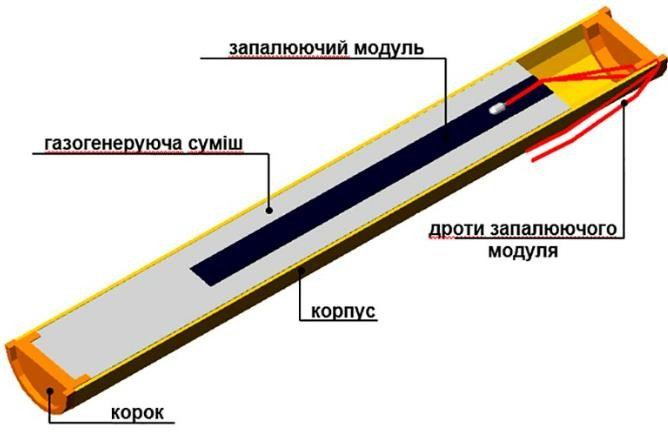 запалюючий модуль
газогенеруюча суміш
дроти запалюючого
модуля
корпус
корок